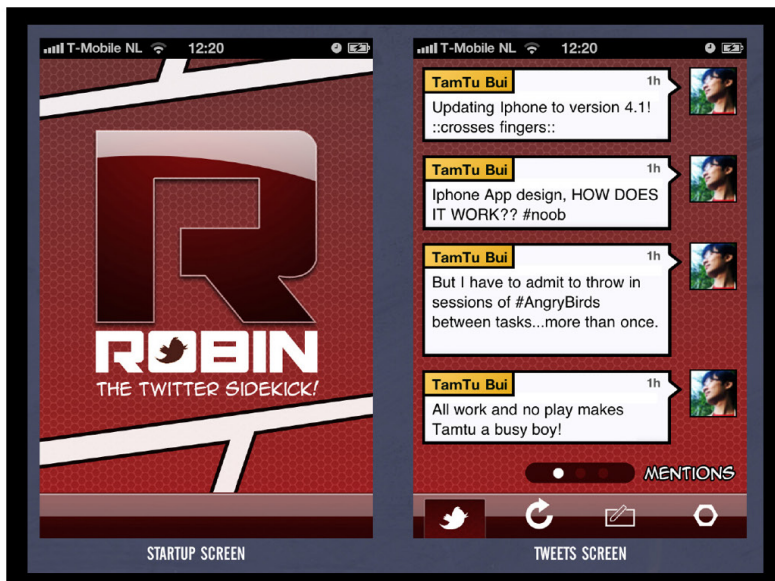 T-Mobile NL 12:20
R
ROBIN
THE TWITTER SIDEKICK!
STARTUP SCREEN
T-Mobile NL 12:20
TamTu Bui 1h
Updating Iphone to version 4.1!
::crosses fingers::
TamTu Bui 1h
Iphone App design, HOW DOES
IT WORK?? #noob
TamTu Bui 1h
But I have to admit to throw in
sessions of #AngryBirds
between tasks...more than once.
TamTu Bui 1h
All work and no play makes
Tamtu a busy boy!
MENTIONS
TWEETS SCREEN